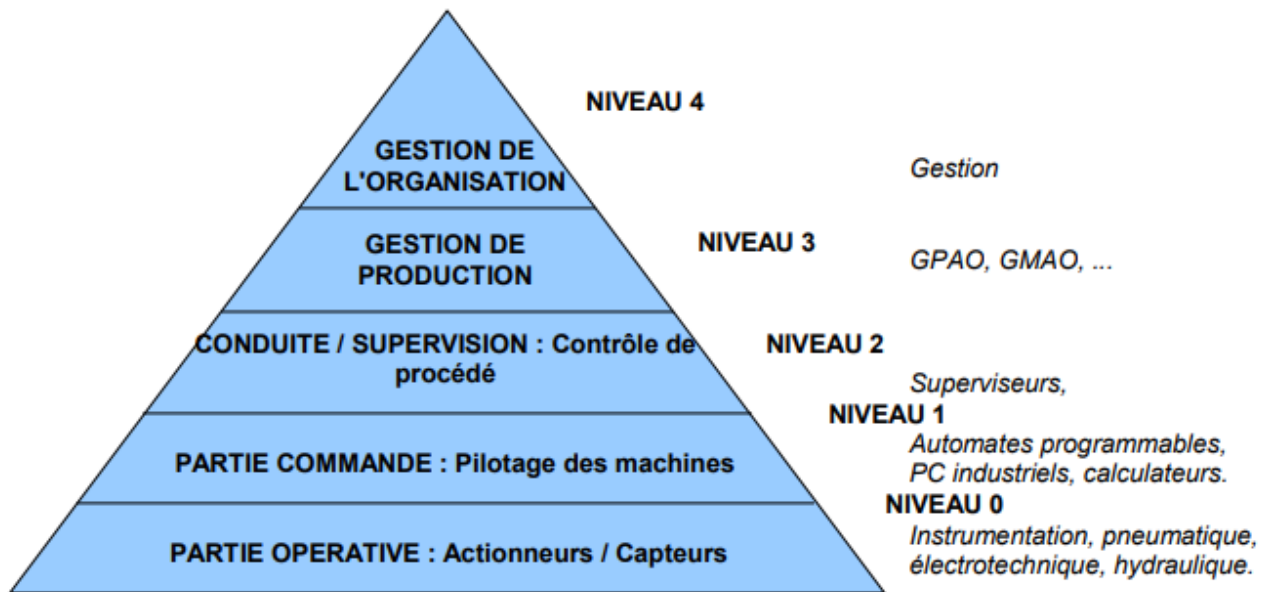 NIVEAU 4
GESTION DE
L'ORGANISATION
Gestion
NIVEAU 3
GESTION DE
PRODUCTION
GPAO, GMAO, ...
CONDUITE / SUPERVISION : Contrôle de
procédé
NIVEAU 2
Superviseurs,
NIVEAU 1
PARTIE COMMANDE : Pilotage des machines
Automates programmables,
PC industriels, calculateurs.
NIVEAU 0
PARTIE OPERATIVE : Actionneurs / Capteurs
Instrumentation, pneumatique,
électrotechnique, hydraulique.